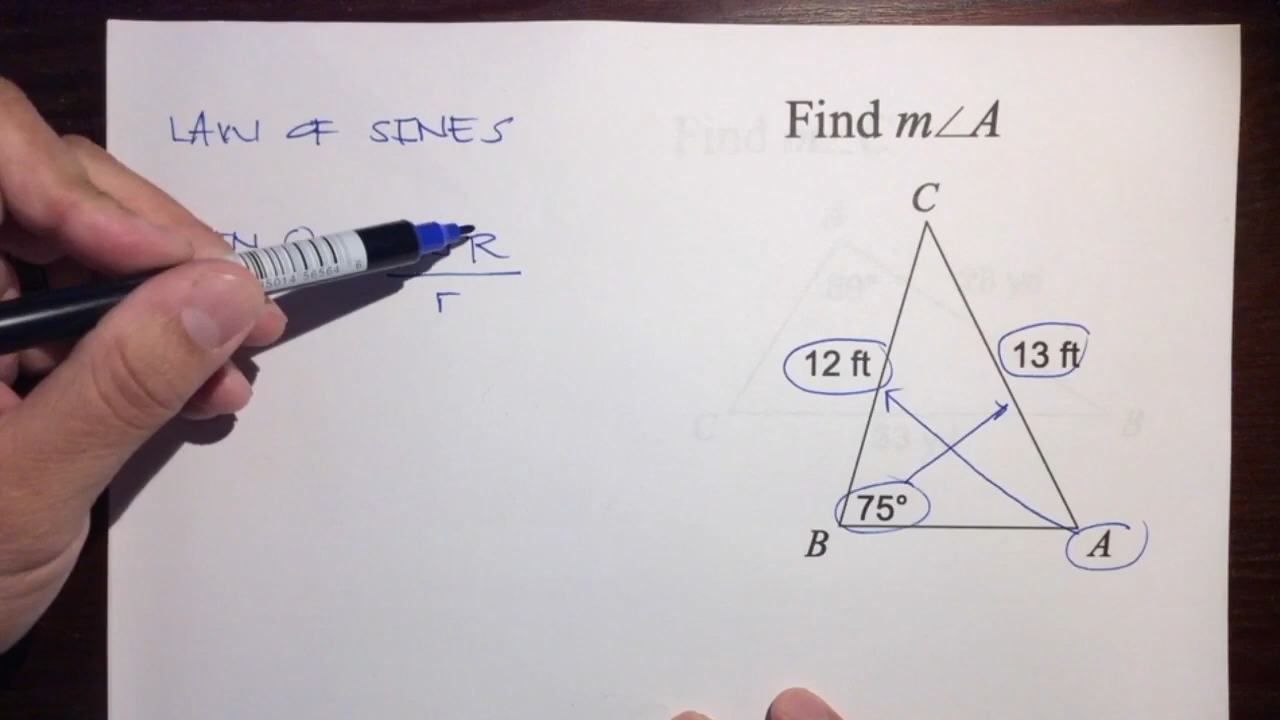 LAW OF SINES
Find m∠A
C
R
r
12 ft
13 ft
75°
B
A